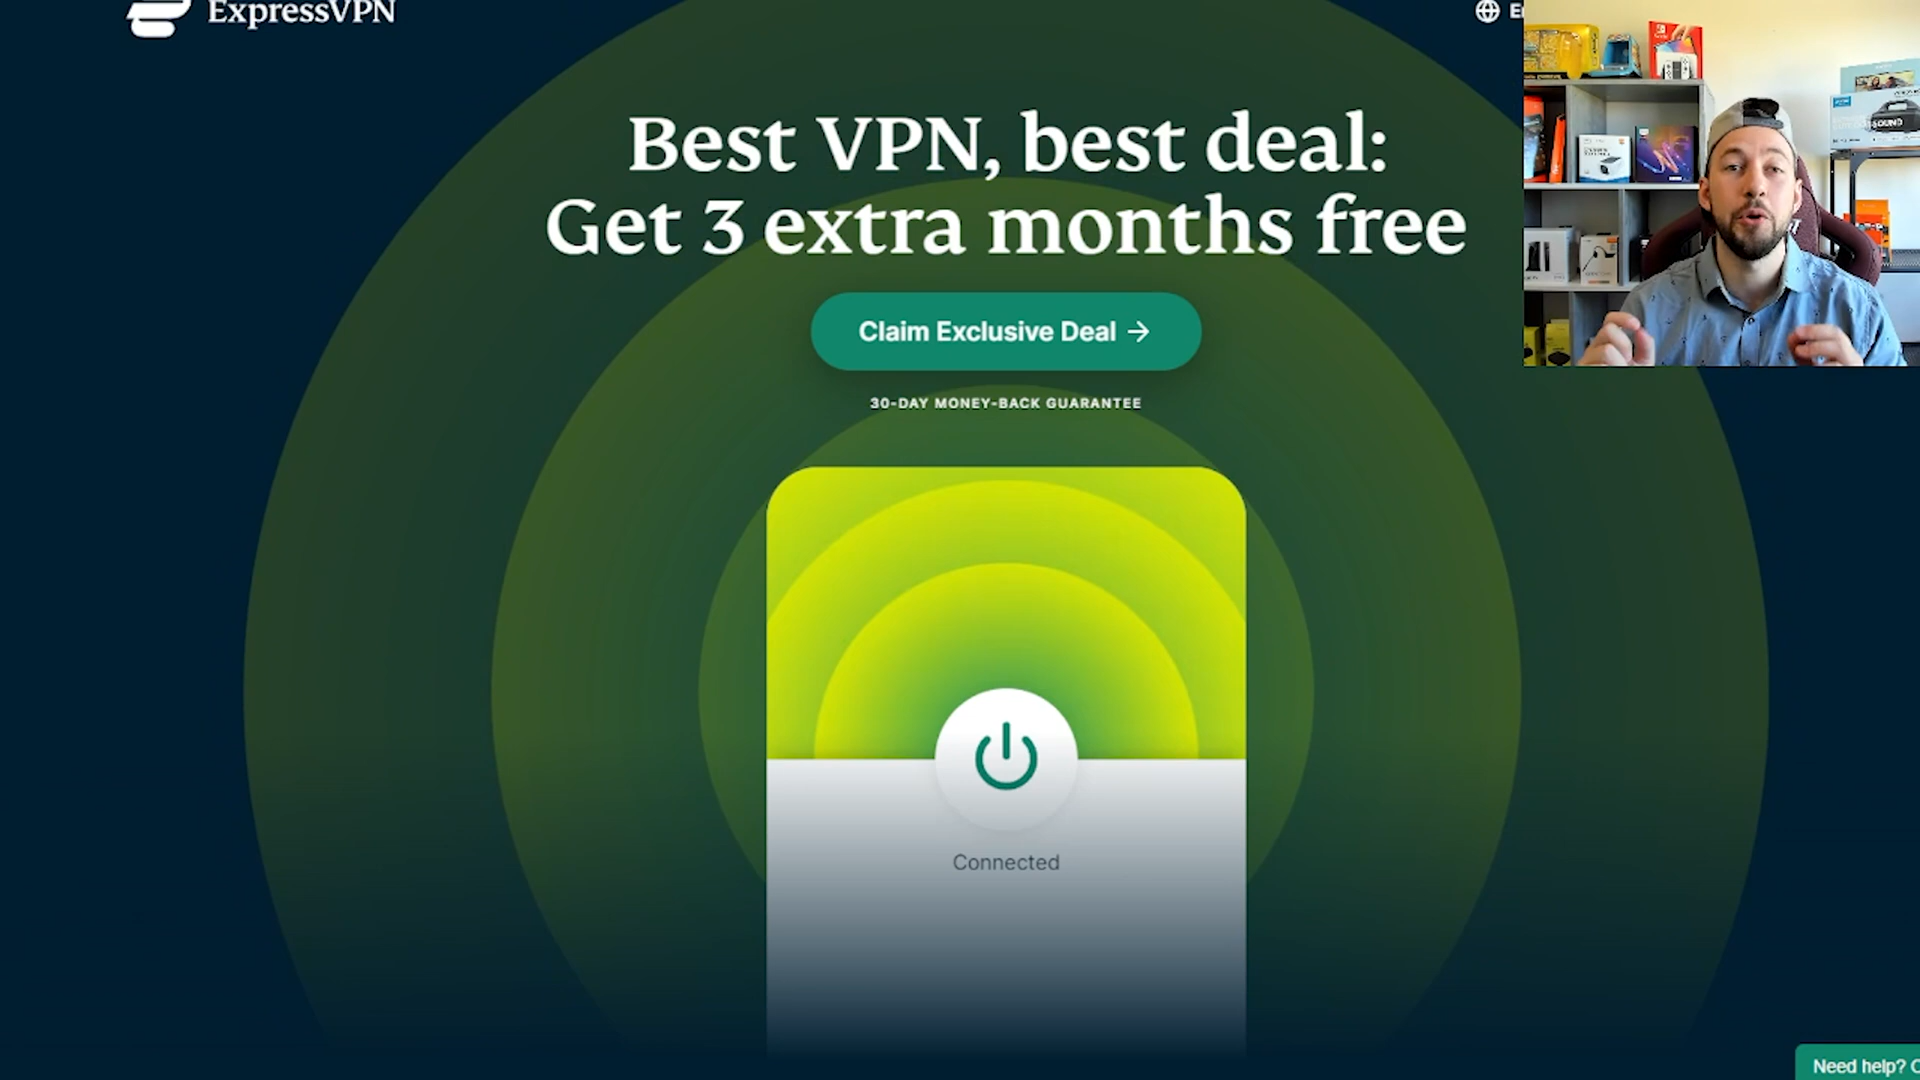 ExpressVPN
Best VPN, best deal:
Get 3 extra months free
Claim Exclusive Deal →
30-DAY MONEY-BACK GUARANTEE
Connected
Need help?
SOUND